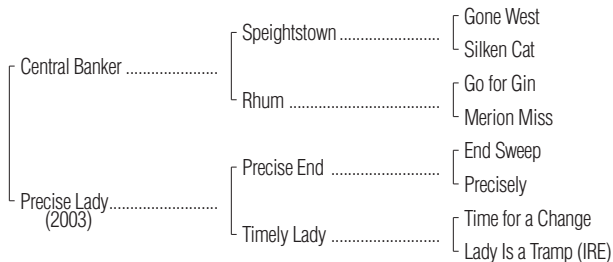 Gone West
Speightstown
Silken Cat
Central Banker
Go for Gin
Rhum
Merion Miss
End Sweep
Precise End
Precisely
Precise Lady
(2003)
Time for a Change
Timely Lady
Lady Is a Tramp (IRE)